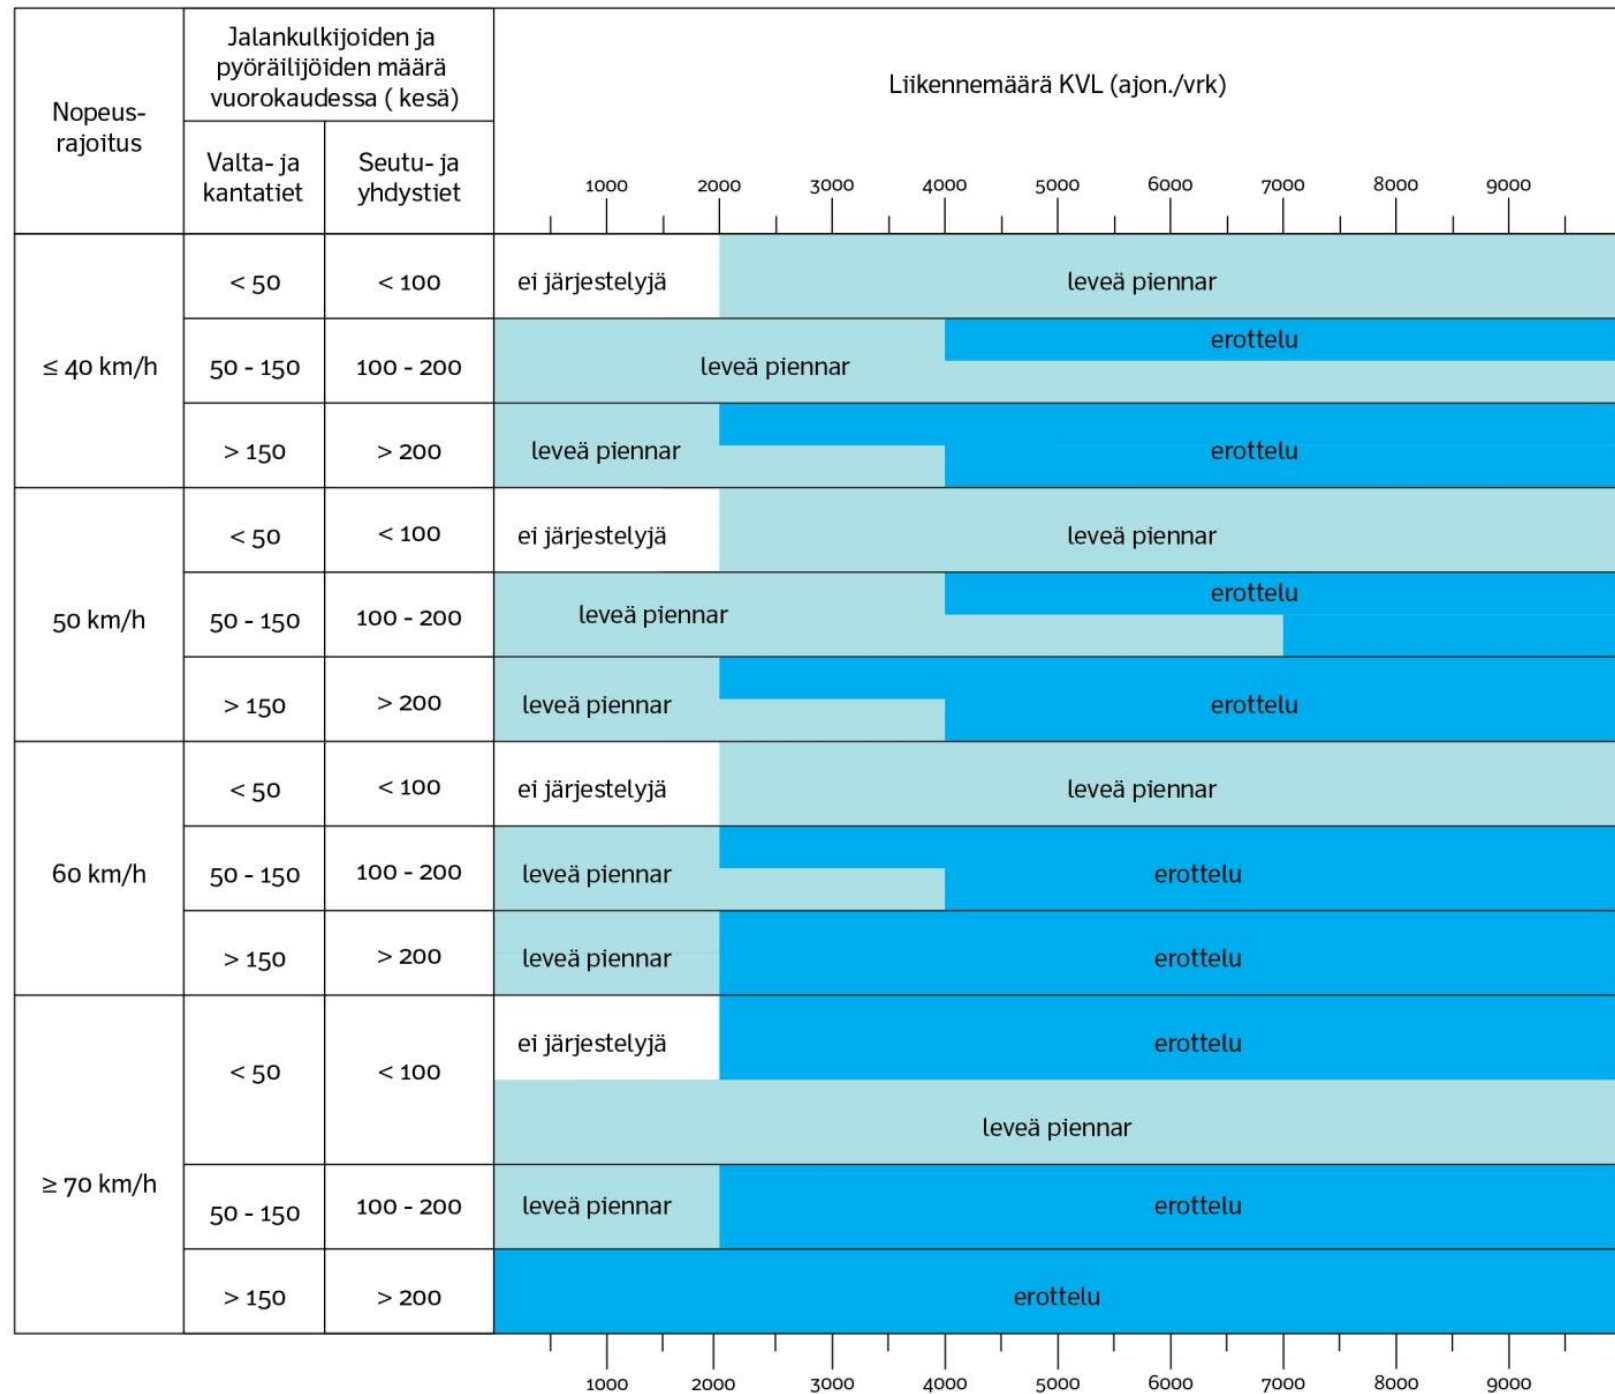 Nopeus-
rajoitus
Jalankulkijoiden ja
pyöräilijöiden määrä
vuorokaudessa ( kesä)
Valta- ja
kantatiet
Seutu- ja
yhdystiet
Liikennemäärä KVL (ajon./vrk)
1000 2000 3000 4000 5000 6000 7000 8000 9000
≤ 40 km/h
< 50 < 100 ei järjestelyjä leveä piennar
50 - 150 100 - 200 leveä piennar erottelu
> 150 > 200 leveä piennar erottelu
50 km/h
< 50 < 100 ei järjestelyjä leveä piennar
50 - 150 100 - 200 leveä piennar erottelu
> 150 > 200 leveä piennar erottelu
60 km/h
< 50 < 100 ei järjestelyjä leveä piennar
50 - 150 100 - 200 leveä piennar erottelu
> 150 > 200 leveä piennar erottelu
≥ 70 km/h
< 50 < 100 ei järjestelyjä erottelu
leveä piennar
50 - 150 100 - 200 leveä piennar erottelu
> 150 > 200 erottelu
1000 2000 3000 4000 5000 6000 7000 8000 9000